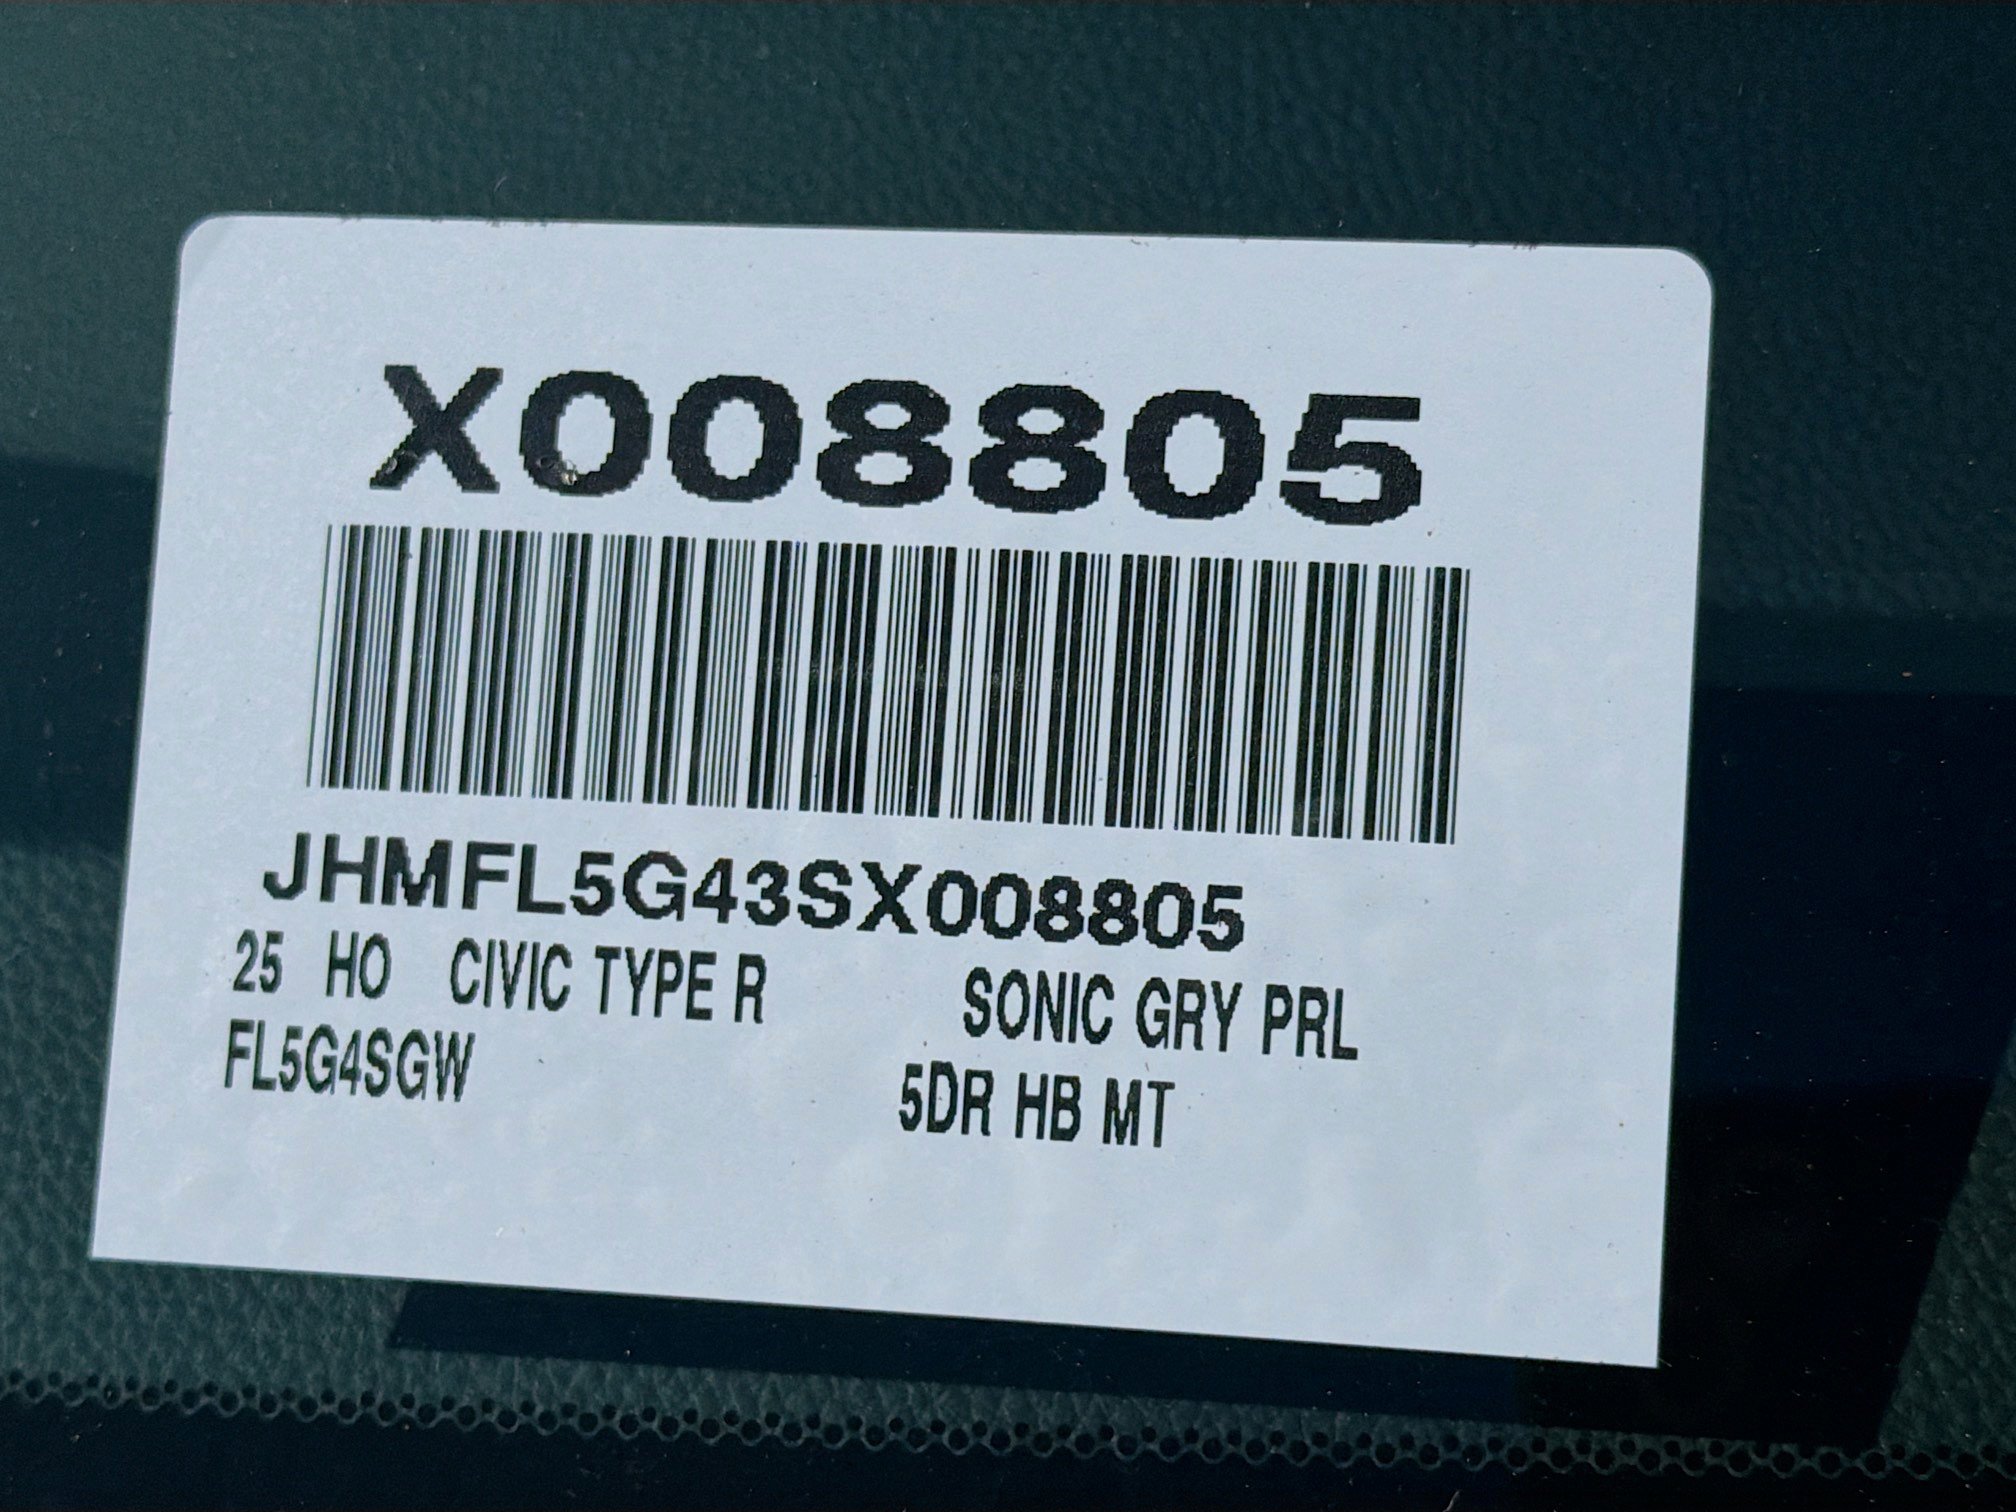 X008805
JHMFL5G43SX008805
25 HO CIVIC TYPE R SONIC GRY PRL
FL5G4SGW 5DR HB MT